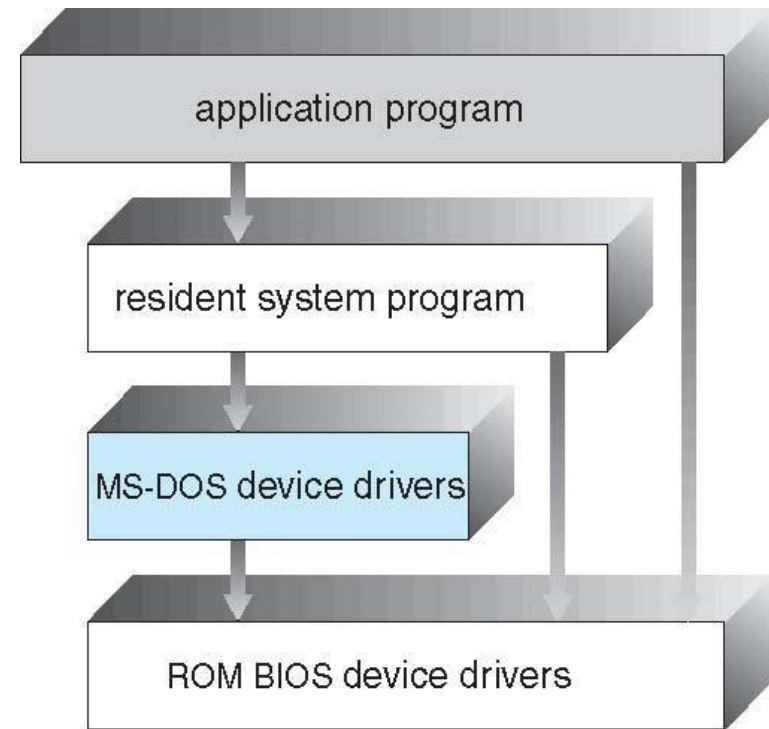 application program
resident system program
MS-DOS device drivers
ROM BIOS device drivers